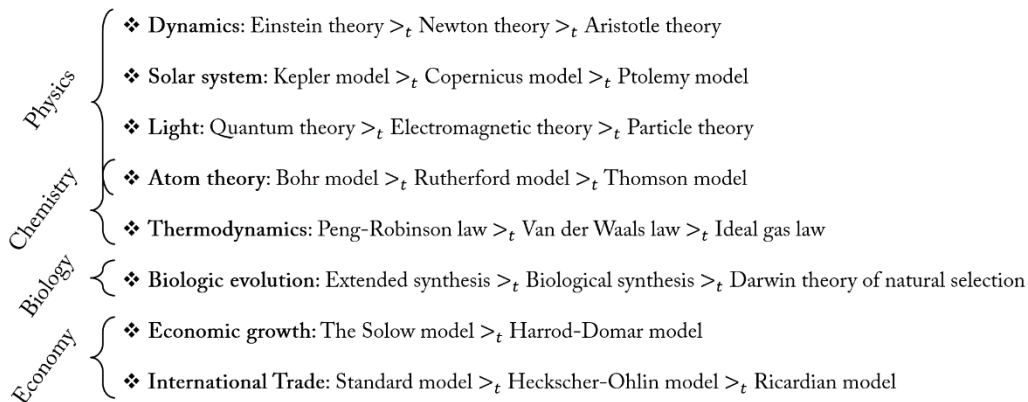 Physics
❖ Dynamics: Einstein theory >ₜ Newton theory >ₜ Aristotle theory
❖ Solar system: Kepler model >ₜ Copernicus model >ₜ Ptolemy model
❖ Light: Quantum theory >ₜ Electromagnetic theory >ₜ Particle theory
Chemistry
❖ Atom theory: Bohr model >ₜ Rutherford model >ₜ Thomson model
❖ Thermodynamics: Peng-Robinson law >ₜ Van der Waals law >ₜ Ideal gas law
Biology
❖ Biologic evolution: Extended synthesis >ₜ Biological synthesis >ₜ Darwin theory of natural selection
Economy
❖ Economic growth: The Solow model >ₜ Harrod-Domar model
❖ International Trade: Standard model >ₜ Heckscher-Ohlin model >ₜ Ricardian model